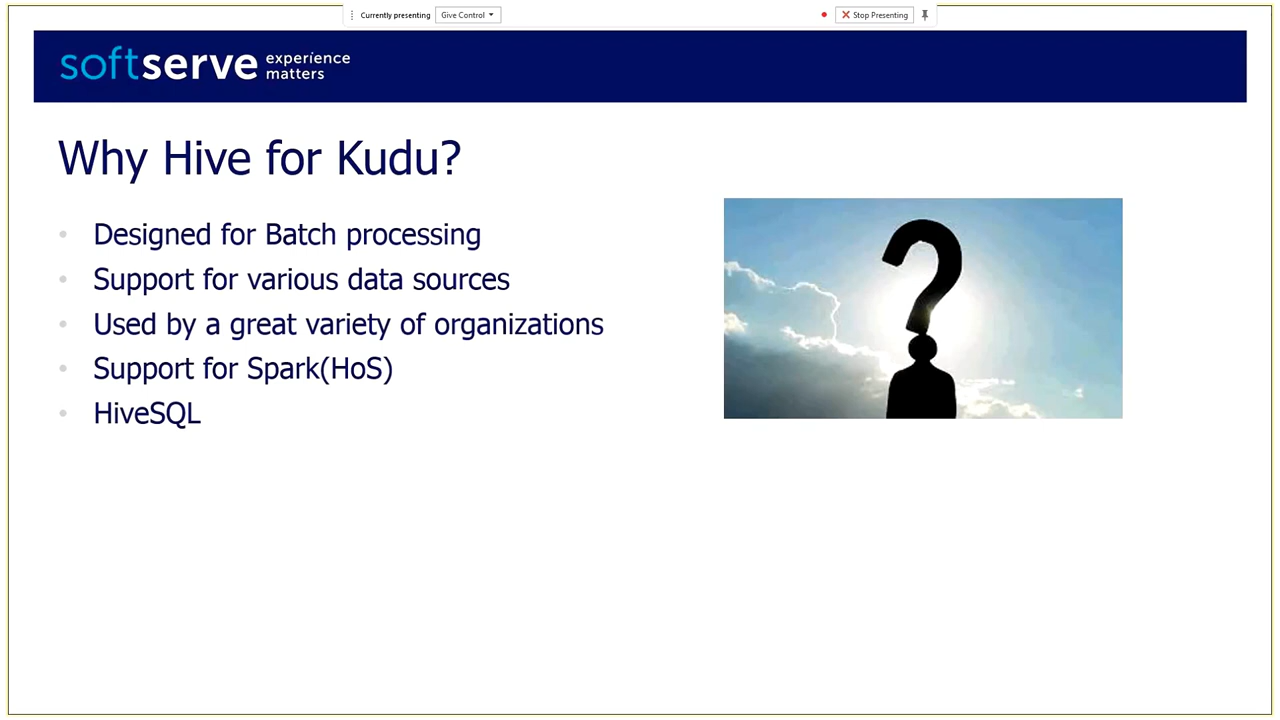 Currently presenting Give Control Stop Presenting
softserve experience
matters
Why Hive for Kudu?
Designed for Batch processing
Support for various data sources
Used by a great variety of organizations
Support for Spark(HoS)
HiveSQL
?